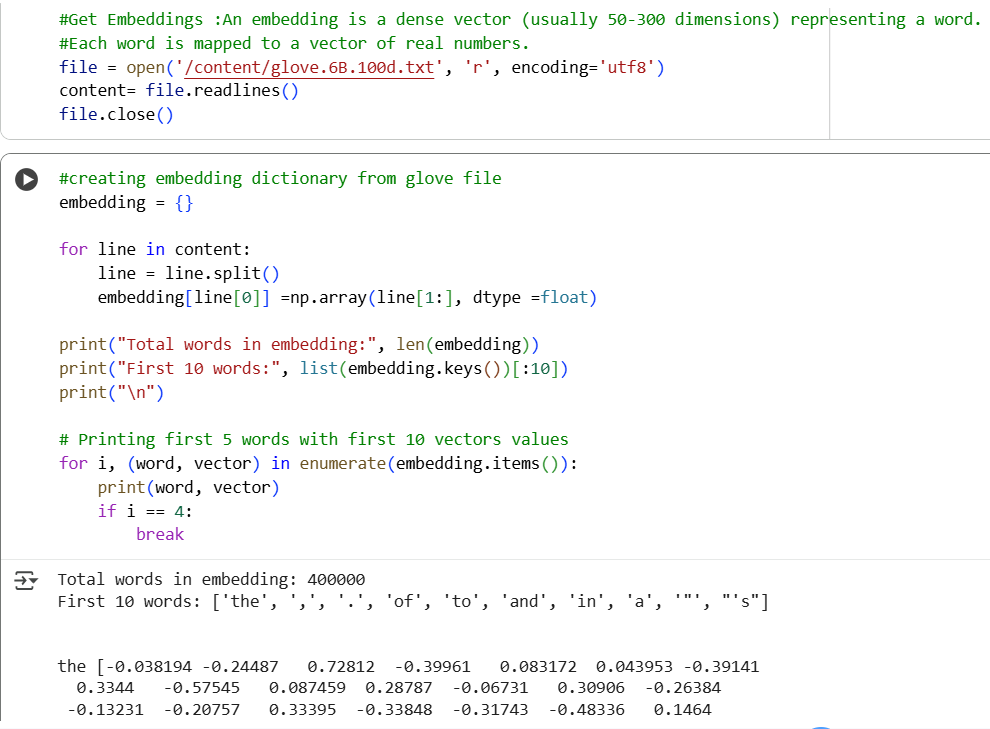 #Get Embeddings :An embedding is a dense vector (usually 50-300 dimensions) representing a word.
#Each word is mapped to a vector of real numbers.
file = open('/content/glove.6B.100d.txt', 'r', encoding='utf8')
content= file.readlines()
file.close()
#creating embedding dictionary from glove file
embedding = {}
for line in content:
    line = line.split()
    embedding[line[0]] =np.array(line[1:], dtype =float)
print("Total words in embedding:", len(embedding))
print("First 10 words:", list(embedding.keys())[:10])
print("\n")
# Printing first 5 words with first 10 vectors values
for i, (word, vector) in enumerate(embedding.items()):
    print(word, vector)
    if i == 4:
        break
Total words in embedding: 400000
First 10 words: ['the', ',', '.', 'of', 'to', 'and', 'in', 'a', '"', "'s"]
the [-0.038194 -0.24487   0.72812  -0.39961   0.083172  0.043953 -0.39141
  0.3344   -0.57545   0.087459  0.28787  -0.06731   0.30906  -0.26384
 -0.13231  -0.20757   0.33395  -0.33848  -0.31743  -0.48336   0.1464